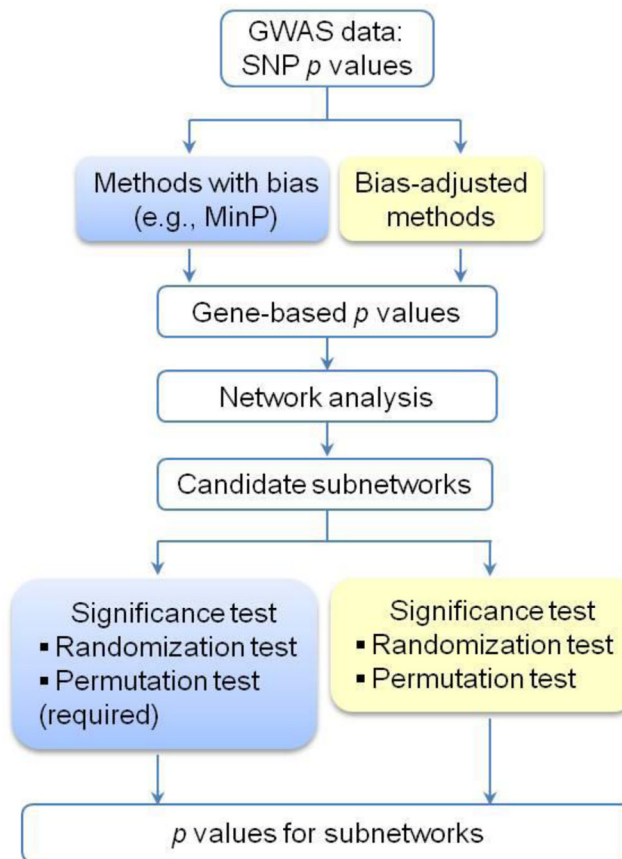 GWAS data:
SNP p values
Methods with bias
(e.g., MinP)
Bias-adjusted
methods
Gene-based p values
Network analysis
Candidate subnetworks
Significance test
▪ Randomization test
▪ Permutation test
(required)
Significance test
▪ Randomization test
▪ Permutation test
p values for subnetworks